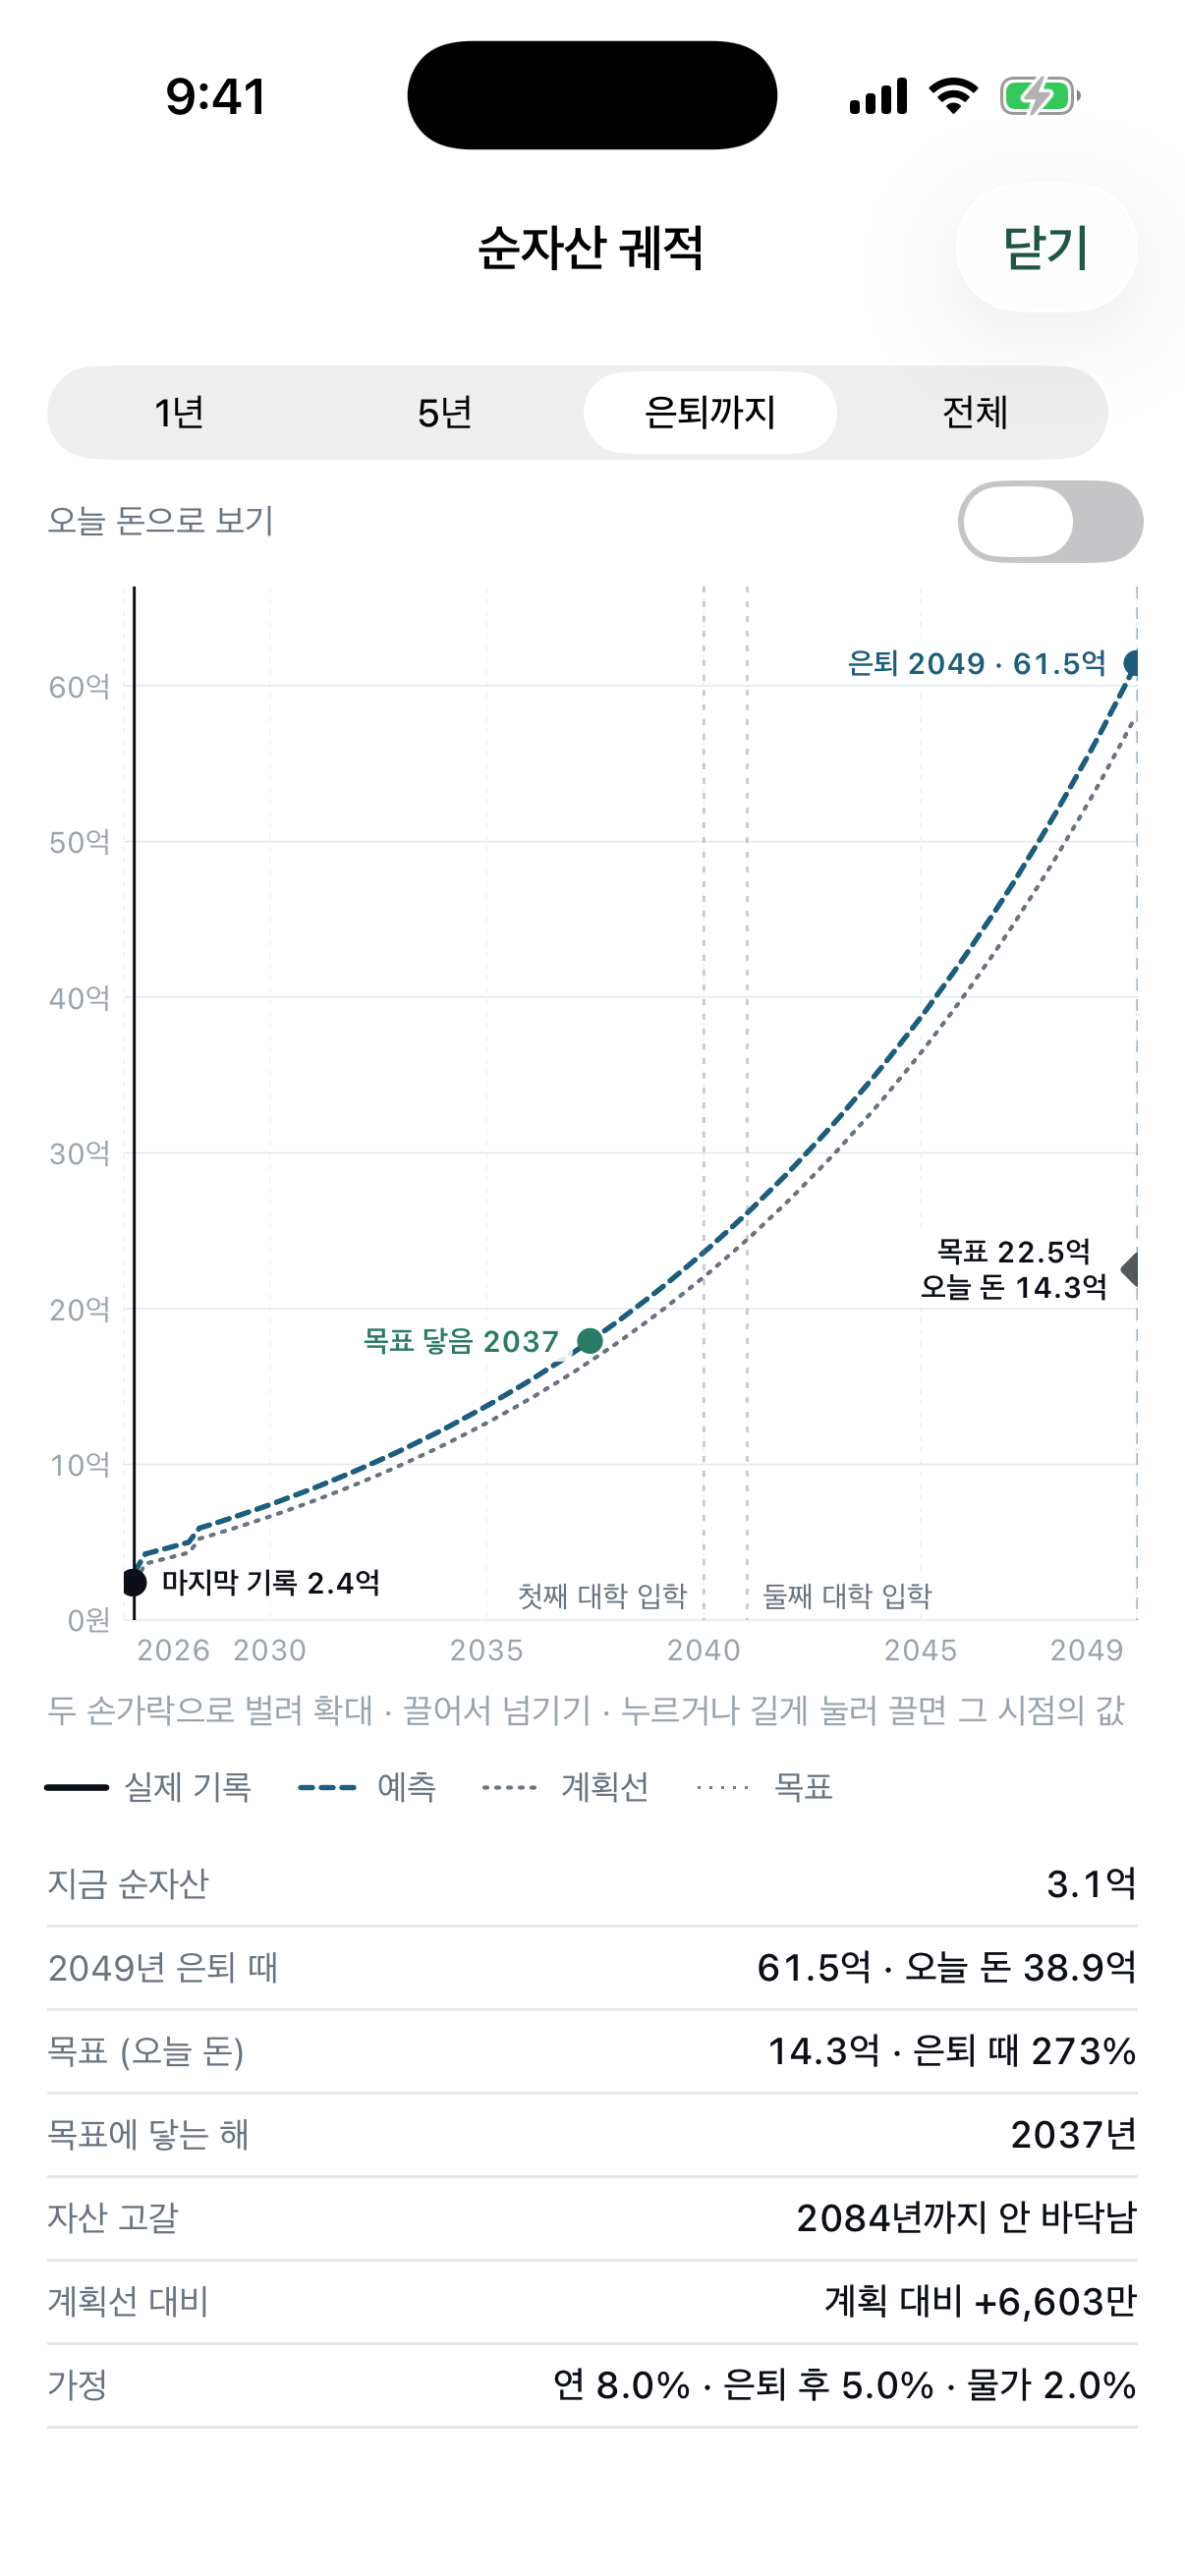 9:41
순자산 궤적
닫기
1년 5년 은퇴까지 전체
오늘 돈으로 보기
은퇴 2049 · 61.5억
60억
50억
40억
30억
목표 22.5억
오늘 돈 14.3억
20억
목표 닿음 2037
10억
마지막 기록 2.4억
첫째 대학 입학 둘째 대학 입학
0원
2026 2030 2035 2040 2045 2049
두 손가락으로 벌려 확대 · 끌어서 넘기기 · 누르거나 길게 눌러 끌면 그 시점의 값
실제 기록 예측 계획선 목표
지금 순자산 3.1억
2049년 은퇴 때 61.5억 · 오늘 돈 38.9억
목표 (오늘 돈) 14.3억 · 은퇴 때 273%
목표에 닿는 해 2037년
자산 고갈 2084년까지 안 바닥남
계획선 대비 계획 대비 +6,603만
가정 연 8.0% · 은퇴 후 5.0% · 물가 2.0%